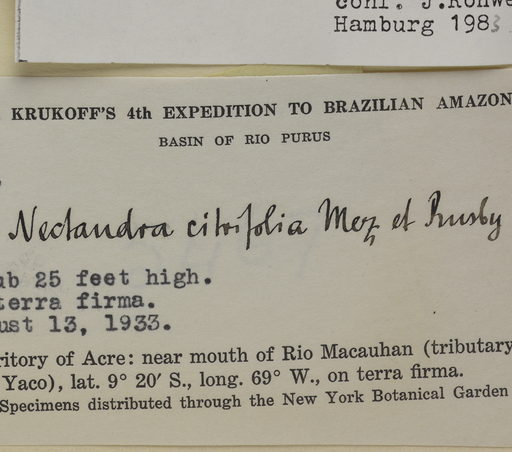 conf. J. Rohwe
Hamburg 1983
KRUKOFF'S 4th EXPEDITION TO BRAZILIAN AMAZON
BASIN OF RIO PURUS
Nectandra citrifolia Mez et Rusby
ub 25 feet high.
terra firma.
ust 13, 1933.
ritory of Acre: near mouth of Rio Macauhan (tributary
Yaco), lat. 9° 20′ S., long. 69° W., on terra firma.
Specimens distributed through the New York Botanical Garden